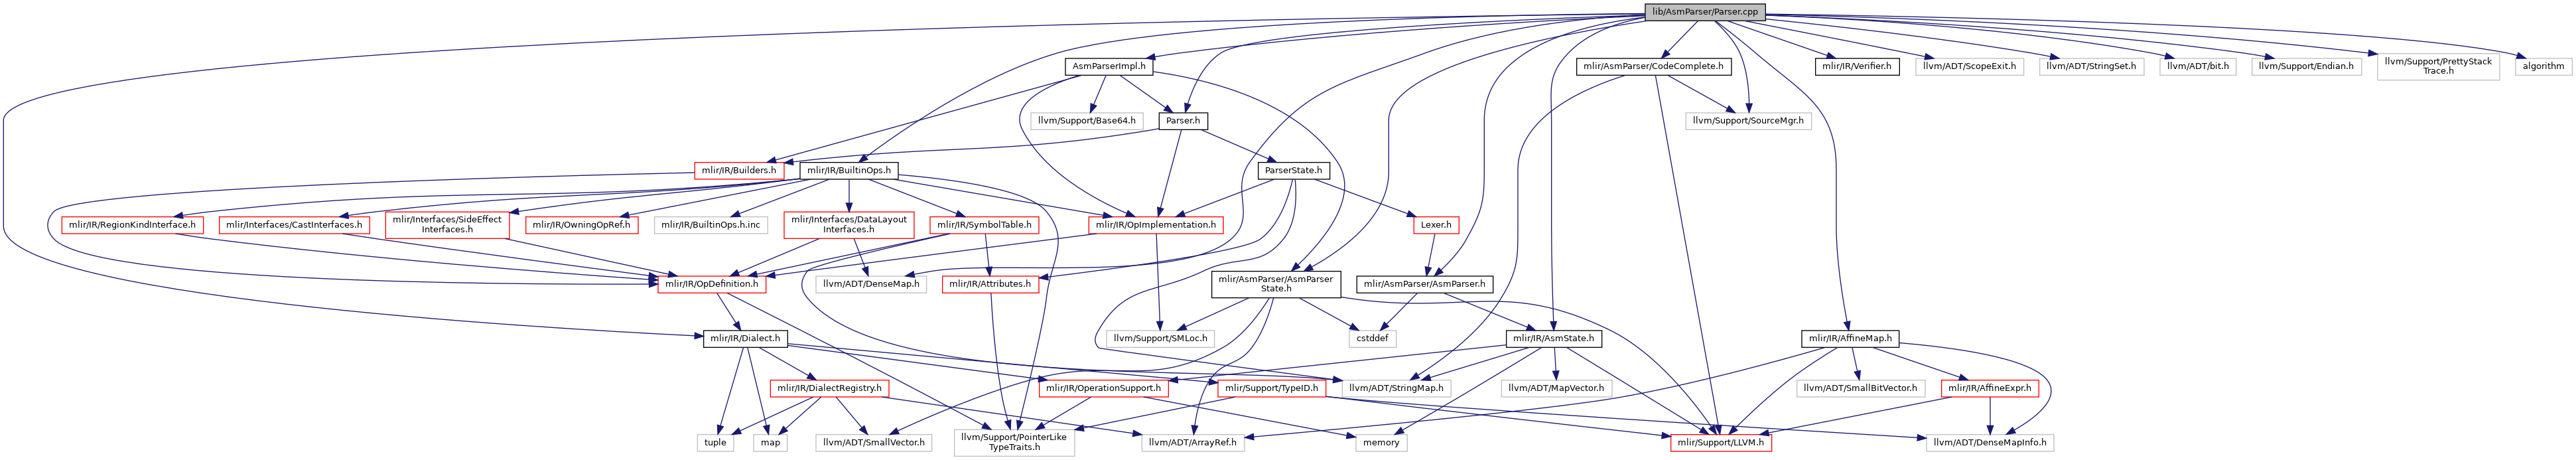 lib/AsmParser/Parser.cpp
AsmParserImpl.h
mlir/AsmParser/CodeComplete.h
mlir/IR/Verifier.h
llvm/ADT/ScopeExit.h
llvm/ADT/StringSet.h
llvm/ADT/bit.h
llvm/Support/Endian.h
llvm/Support/PrettyStack
Trace.h
algorithm
llvm/Support/Base64.h
Parser.h
llvm/Support/SourceMgr.h
mlir/IR/Builders.h
mlir/IR/BuiltinOps.h
ParserState.h
mlir/IR/RegionKindInterface.h
mlir/Interfaces/CastInterfaces.h
mlir/Interfaces/SideEffect
Interfaces.h
mlir/IR/OwningOpRef.h
mlir/IR/BuiltinOps.h.inc
mlir/Interfaces/DataLayout
Interfaces.h
mlir/IR/SymbolTable.h
mlir/IR/OpImplementation.h
Lexer.h
mlir/IR/OpDefinition.h
llvm/ADT/DenseMap.h
mlir/IR/Attributes.h
mlir/AsmParser/AsmParser
State.h
mlir/AsmParser/AsmParser.h
mlir/IR/Dialect.h
llvm/Support/SMLoc.h
cstddef
mlir/IR/AsmState.h
mlir/IR/AffineMap.h
mlir/IR/DialectRegistry.h
mlir/IR/OperationSupport.h
mlir/Support/TypeID.h
llvm/ADT/StringMap.h
llvm/ADT/MapVector.h
llvm/ADT/SmallBitVector.h
mlir/IR/AffineExpr.h
tuple
map
llvm/ADT/SmallVector.h
llvm/Support/PointerLike
TypeTraits.h
llvm/ADT/ArrayRef.h
memory
mlir/Support/LLVM.h
llvm/ADT/DenseMapInfo.h